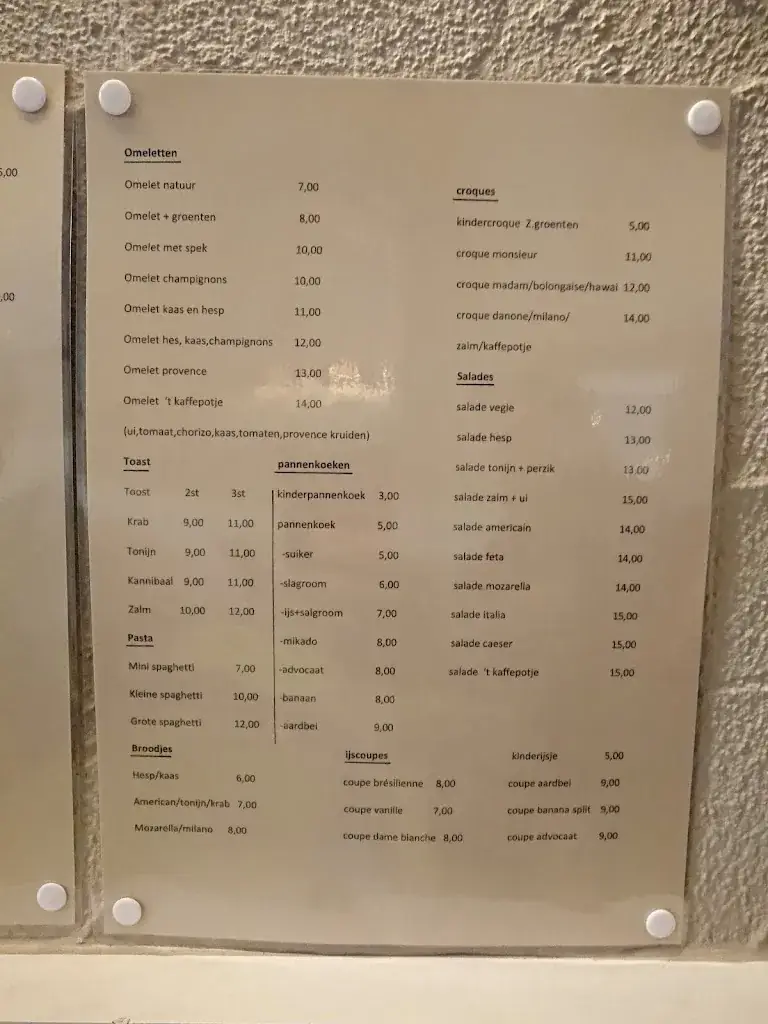 5,00
,00
Omeletten
Omelet natuur 7,00
Omelet + groenten 8,00
Omelet met spek 10,00
Omelet champignons 10,00
Omelet kaas en hesp 11,00
Omelet hes, kaas,champignons 12,00
Omelet provence 13,00
Omelet 't kaffepotje 14,00
(ui,tomaat,chorizo,kaas,tomaten,provence kruiden)
croques
kindercroque Z.groenten 5,00
croque monsieur 11,00
croque madam/bolongaise/hawai 12,00
croque danone/milano/ 14,00
zalm/kaffepotje
Salades
salade vegie 12,00
salade hesp 13,00
salade tonijn + perzik 13,00
salade zalm + ui 15,00
salade americain 14,00
salade feta 14,00
salade mozarella 14,00
salade italia 15,00
salade caeser 15,00
salade 't kaffepotje 15,00
Toast
Toost 2st 3st
Krab 9,00 11,00
Tonijn 9,00 11,00
Kannibaal 9,00 11,00
Zalm 10,00 12,00
Pasta
Mini spaghetti 7,00
Kleine spaghetti 10,00
Grote spaghetti 12,00
pannenkoeken
kinderpannenkoek 3,00
pannenkoek 5,00
-suiker 5,00
-slagroom 6,00
-ijs+salgroom 7,00
-mikado 8,00
-advocaat 8,00
-banaan 8,00
-aardbei 9,00
Broodjes
Hesp/kaas 6,00
American/tonijn/krab 7,00
Mozarella/milano 8,00
ijscoupes
coupe brésilienne 8,00
coupe vanille 7,00
coupe dame blanche 8,00
kinderijsje 5,00
coupe aardbei 9,00
coupe banana split 9,00
coupe advocaat 9,00